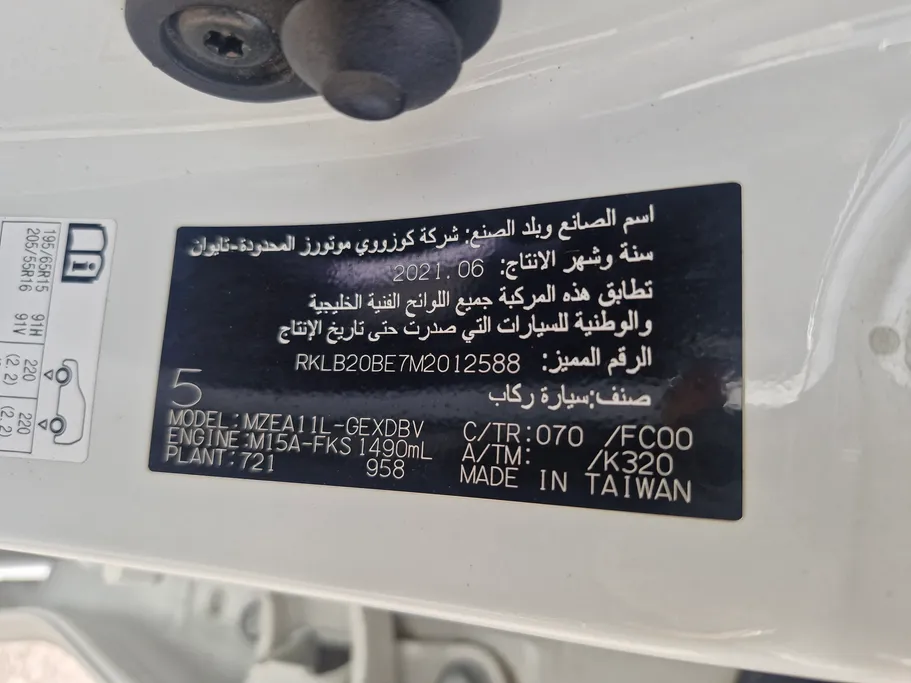 اسم الصانع وبلد الصنع: شركة كوزووي موتورز المحدودة-تايوان
سنة وشهر الانتاج: 2021.06
تطابق هذه المركبة جميع اللوائح الفنية الخليجية
والوطنية للسيارات التي صدرت حتى تاريخ الإنتاج
الرقم المميز: RKLB20BE7M2012588
صنف:سيارة ركاب
5
MODEL:MZEA11L-GEXDBV
ENGINE:M15A-FKS 1490mL
PLANT:721 958
C/TR:070 /FC00
A/TM: /K320
MADE IN TAIWAN
195/65R15 91H 220 (2.2) 220 (2.2)
205/55R16 91V